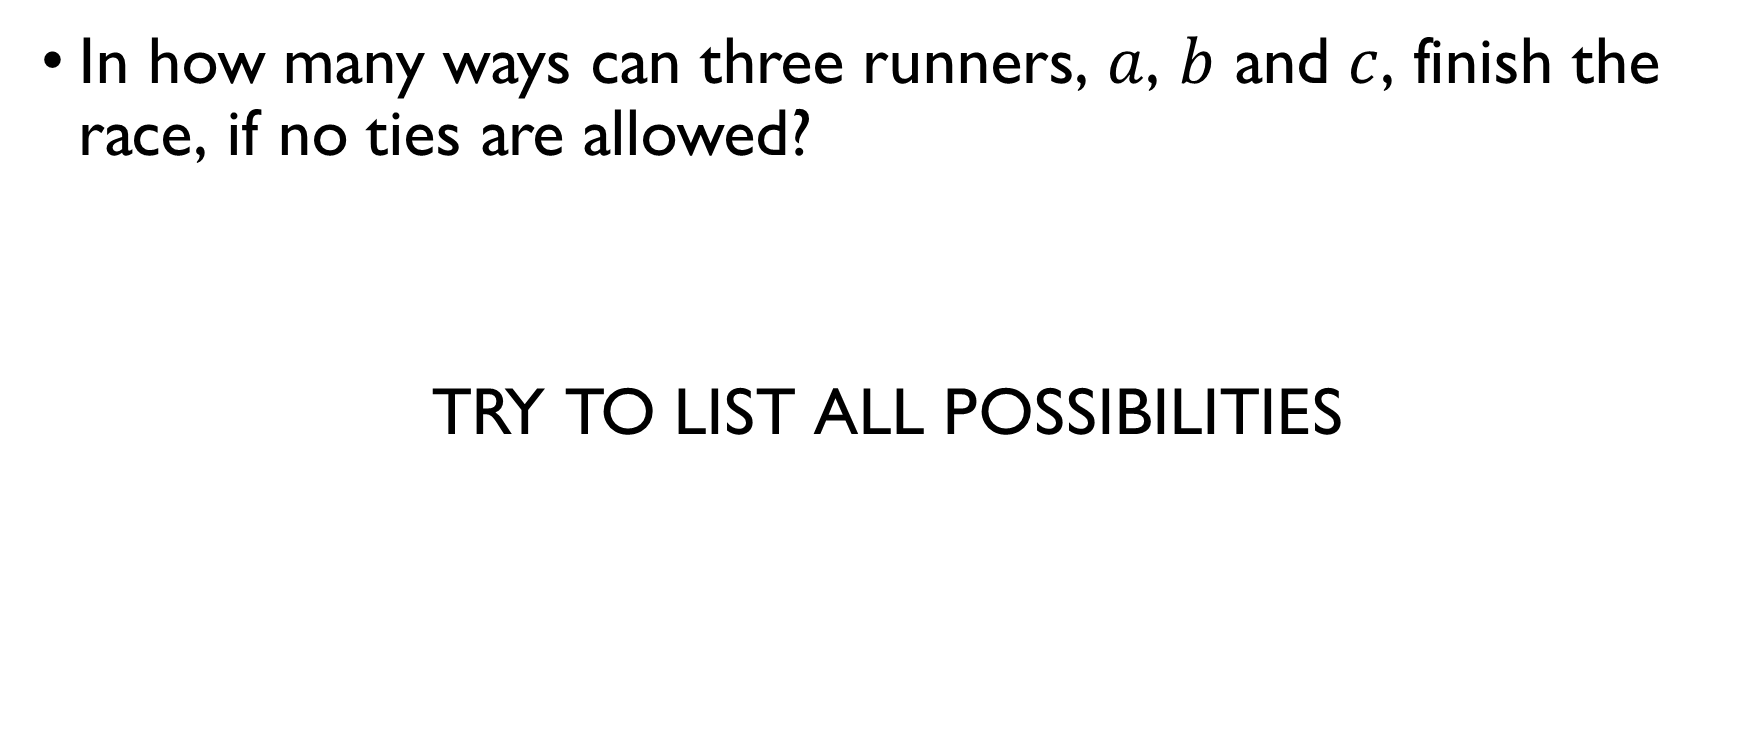 • In how many ways can three runners, a, b and c, finish the
race, if no ties are allowed?
TRY TO LIST ALL POSSIBILITIES